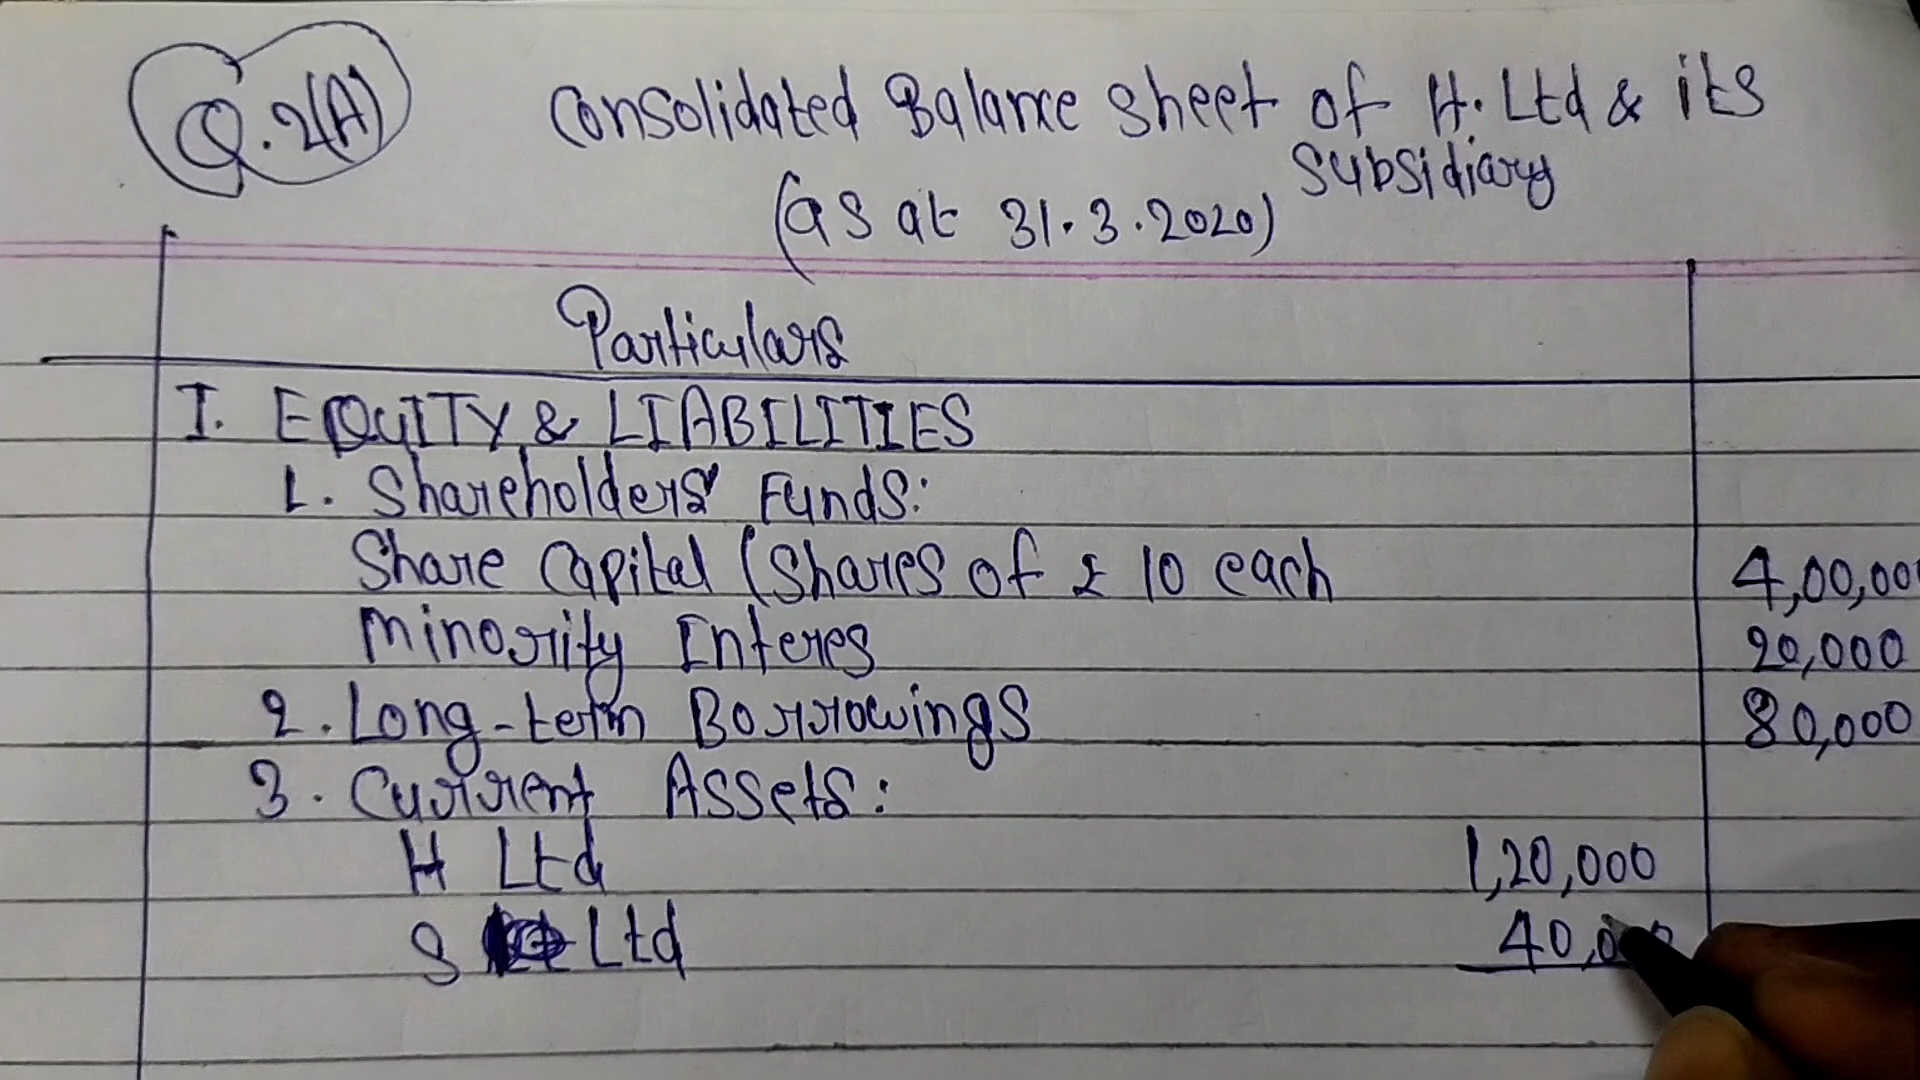 Q.2(A)
Consolidated Balance Sheet of H. Ltd & its
Subsidiary
(as at 31.3.2020)
Particulars
I. EQUITY & LIABILITIES
1. Shareholders' Funds:
Share Capital (Shares of ₹ 10 each 4,00,00
Minority Interes 20,000
2. Long-term Borrowings 80,000
3. Current Assets:
H Ltd 1,20,000
S Ltd 40,000